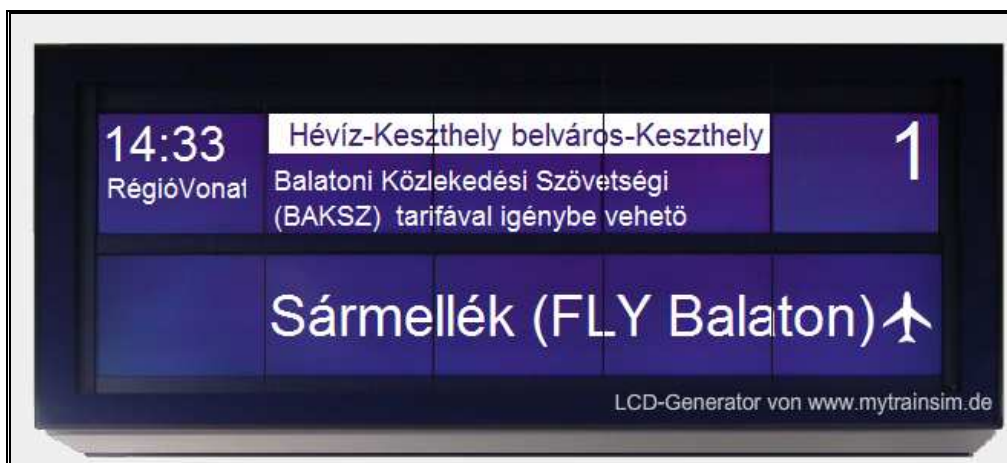 14:33
RégióVonat
Hévíz-Keszthely belváros-Keszthely
Balatoni Közlekedési Szövetségi
(BAKSZ) tarifával igénybe vehetö
1
Sármellék (FLY Balaton)
LCD-Generator von www.mytrainsim.de